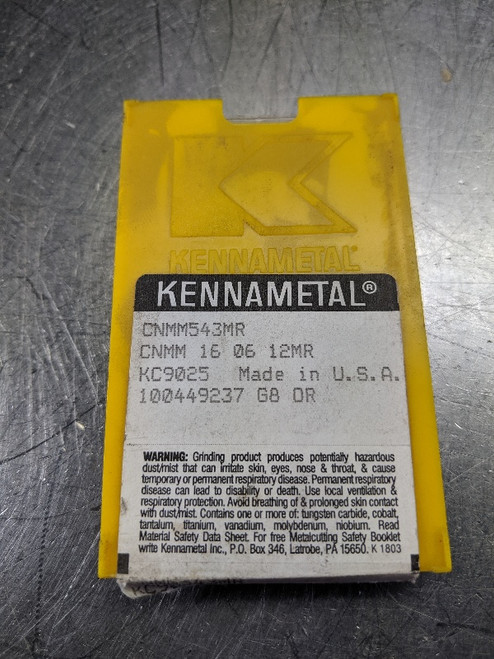 KENNAMETAL
KENNAMETAL®
CNMM543MR
CNMM 16 06 12MR
KC9025 Made in U.S.A.
100449237 G8 OR
WARNING: Grinding product produces potentially hazardous
dust/mist that can irritate skin, eyes, nose & throat, & cause
temporary or permanent respiratory disease. Permanent respiratory
disease can lead to disability or death. Use local ventilation &
respiratory protection. Avoid breathing of & prolonged skin contact
with dust/mist. Contains one or more of: tungsten carbide, cobalt,
tantalum, titanium, vanadium, molybdenum, niobium. Read
Material Safety Data Sheet. For free Metalcutting Safety Booklet
write Kennametal Inc., P.O. Box 346, Latrobe, PA 15650. K 1803